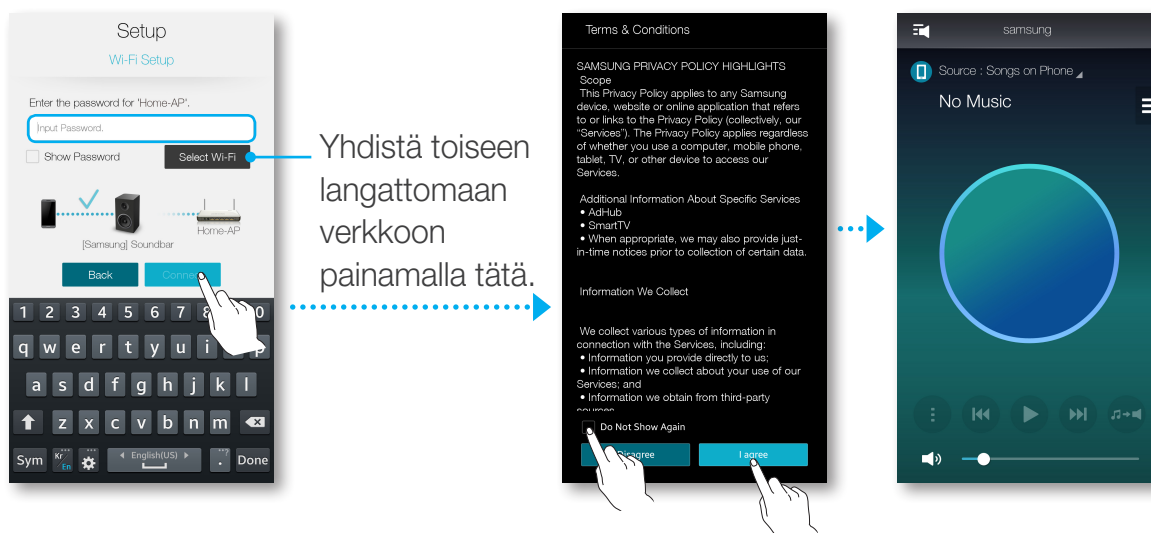 Setup
Wi-Fi Setup
Enter the password for 'Home-AP'.
Input Password.
Show Password
Select Wi-Fi
Home-AP
[Samsung] Soundbar
Back
1 2 3 4 5 6 7 8 0
q w e r t y u i p
a s d f g h j k l
z x c v b n m
Sym Kr En English(US) . ? Done
Yhdistä toiseen
langattomaan
verkkoon
painamalla tätä.
Terms & Conditions
SAMSUNG PRIVACY POLICY HIGHLIGHTS
Scope
This Privacy Policy applies to any Samsung
device, website or online application that refers
to or links to the Privacy Policy (collectively, our
“Services”). The Privacy Policy applies regardless
of whether you use a computer, mobile phone,
tablet, TV, or other device to access our
Services.
Additional Information About Specific Services
• AdHub
• SmartTV
• When appropriate, we may also provide just-
in-time notices prior to collection of certain data.
Information We Collect
We collect various types of information in
connection with the Services, including:
• Information you provide directly to us;
• Information we collect about your use of our
Services; and
• Information we obtain from third-party
sources
Do Not Show Again
Disagree
I agree
samsung
Source : Songs on Phone
No Music